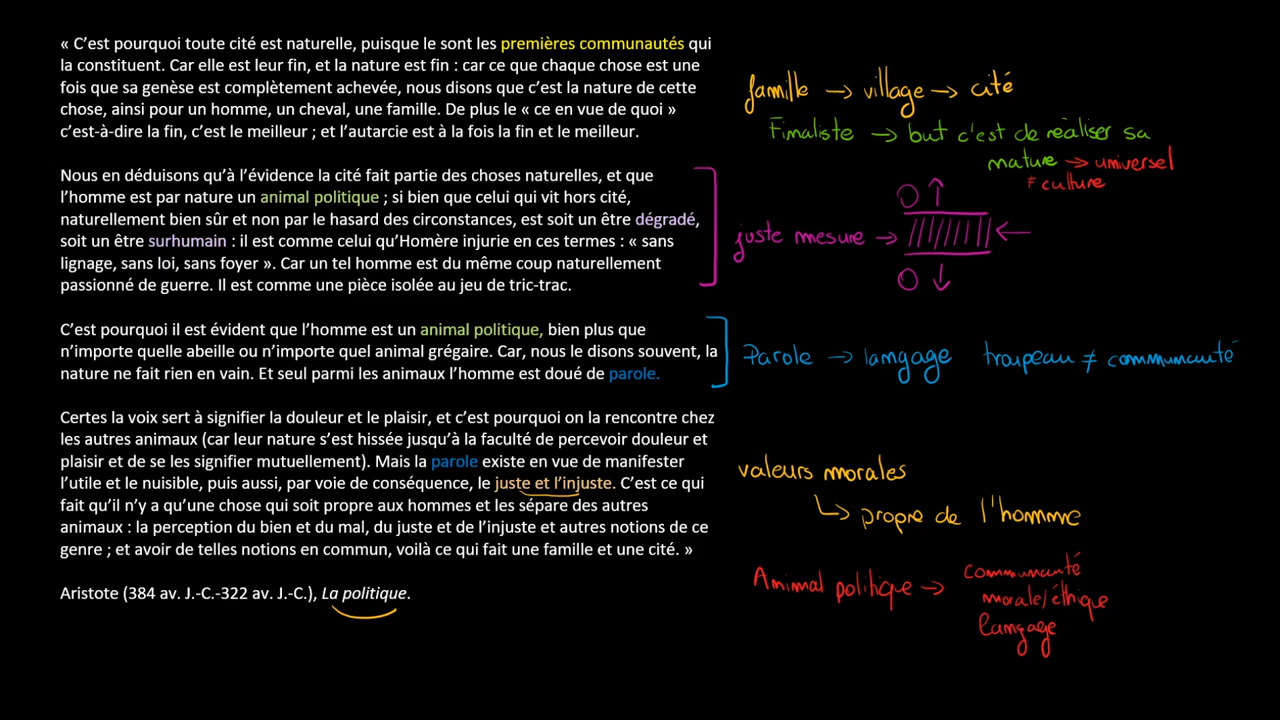 « C'est pourquoi toute cité est naturelle, puisque le sont les premières communautés qui
la constituent. Car elle est leur fin, et la nature est fin : car ce que chaque chose est une
fois que sa genèse est complètement achevée, nous disons que c'est la nature de cette
chose, ainsi pour un homme, un cheval, une famille. De plus le « ce en vue de quoi »
c'est-à-dire la fin, c'est le meilleur ; et l'autarcie est à la fois la fin et le meilleur.
Nous en déduisons qu'à l'évidence la cité fait partie des choses naturelles, et que
l'homme est par nature un animal politique ; si bien que celui qui vit hors cité,
naturellement bien sûr et non par le hasard des circonstances, est soit un être dégradé,
soit un être surhumain : il est comme celui qu'Homère injurie en ces termes : « sans
lignage, sans loi, sans foyer ». Car un tel homme est du même coup naturellement
passionné de guerre. Il est comme une pièce isolée au jeu de tric-trac.
C'est pourquoi il est évident que l'homme est un animal politique, bien plus que
n'importe quelle abeille ou n'importe quel animal grégaire. Car, nous le disons souvent, la
nature ne fait rien en vain. Et seul parmi les animaux l'homme est doué de parole.
Certes la voix sert à signifier la douleur et le plaisir, et c'est pourquoi on la rencontre chez
les autres animaux (car leur nature s'est hissée jusqu'à la faculté de percevoir douleur et
plaisir et de se les signifier mutuellement). Mais la parole existe en vue de manifester
l'utile et le nuisible, puis aussi, par voie de conséquence, le juste et l'injuste. C'est ce qui
fait qu'il n'y a qu'une chose qui soit propre aux hommes et les sépare des autres
animaux : la perception du bien et du mal, du juste et de l'injuste et autres notions de ce
genre ; et avoir de telles notions en commun, voilà ce qui fait une famille et une cité. »
Aristote (384 av. J.-C.-322 av. J.-C.), La politique.
famille → village → cité
Finaliste → but c'est de réaliser sa
nature → universel
≠ culture
juste mesure →
Parole → langage troupeau ≠ communauté
valeurs morales
↳ propre de l'homme
Animal politique → communauté
morale/éthique
langage